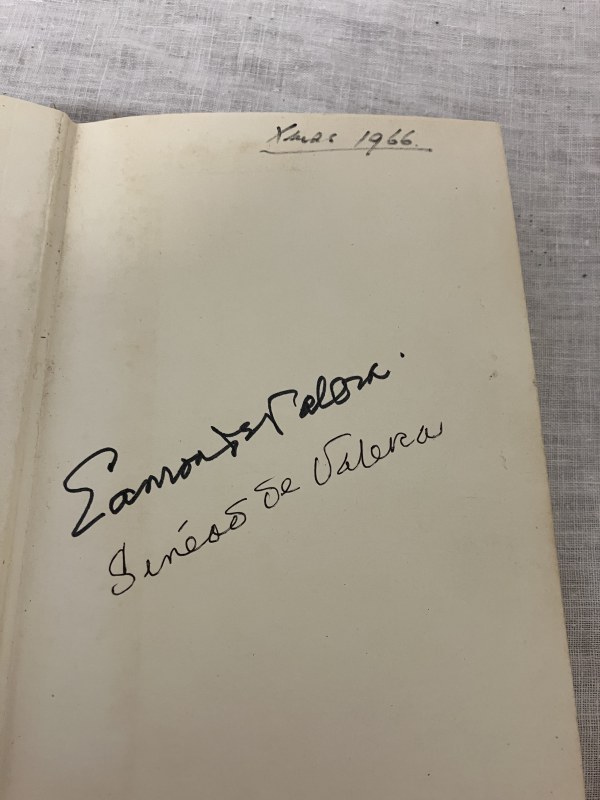 Xmas 1966.
Eamon de Valera.
Sinéad de Valera